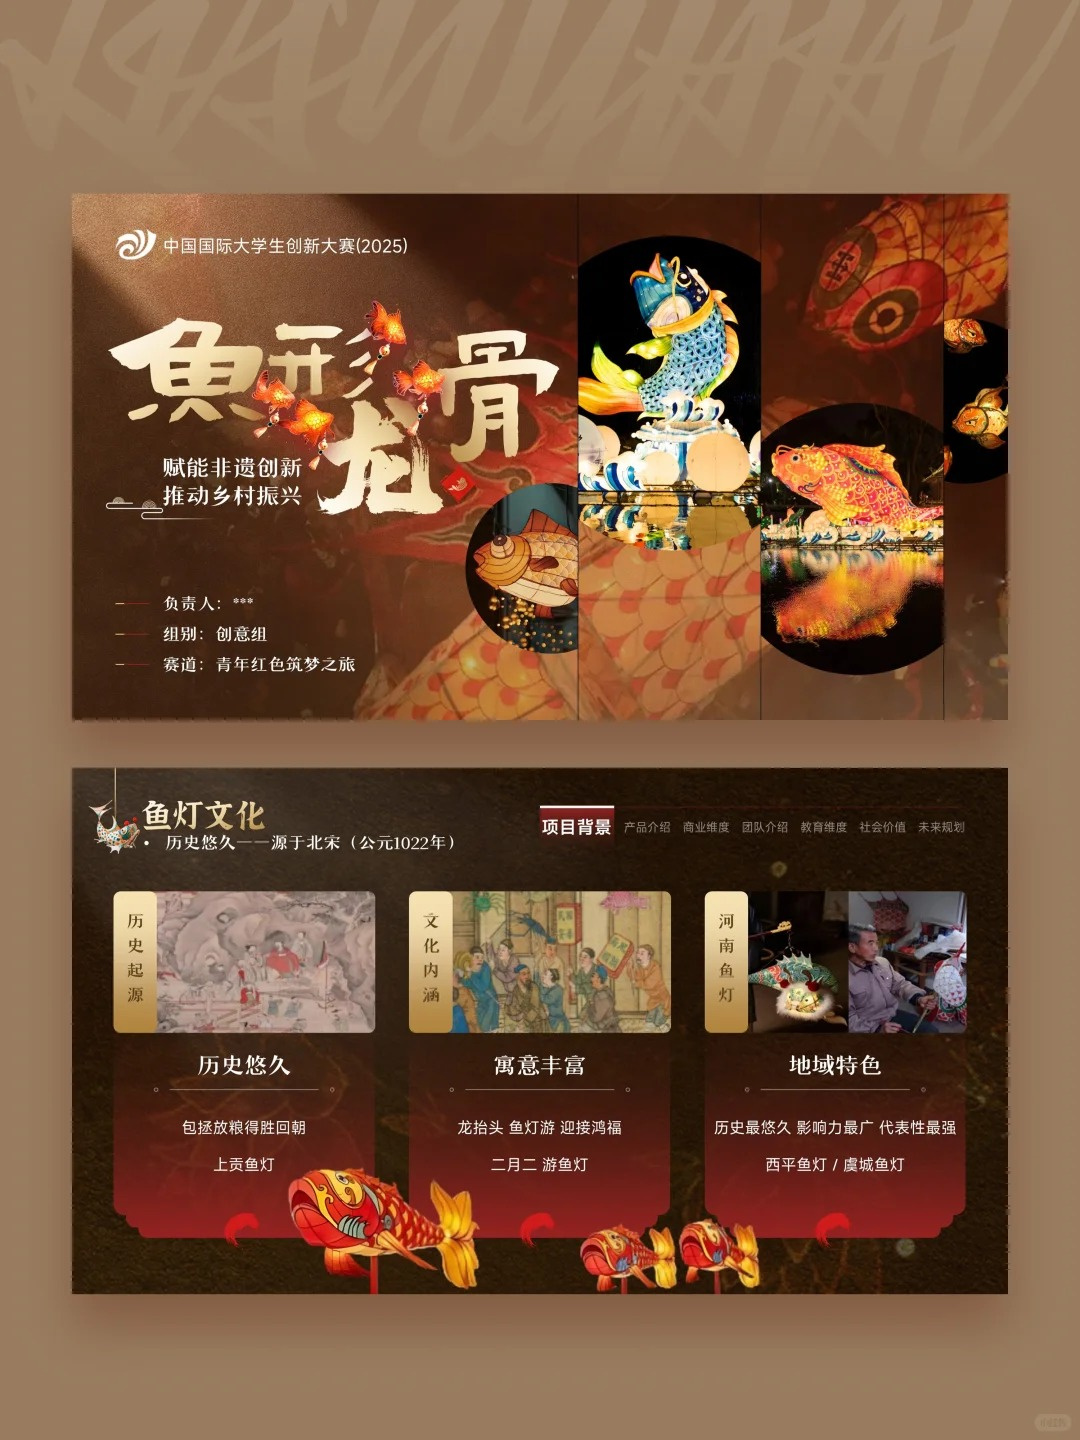 中国国际大学生创新大赛(2025)
魚形龙骨
赋能非遗创新
推动乡村振兴
负责人：***
组别：创意组
赛道：青年红色筑梦之旅
鱼灯文化
• 历史悠久——源于北宋（公元1022年）
项目背景 产品介绍 商业维度 团队介绍 教育维度 社会价值 未来规划
历史起源
文化内涵
河南鱼灯
历史悠久
包拯放粮得胜回朝
上贡鱼灯
寓意丰富
龙抬头 鱼灯游 迎接鸿福
二月二 游鱼灯
地域特色
历史最悠久 影响力最广 代表性最强
西平鱼灯 / 虞城鱼灯